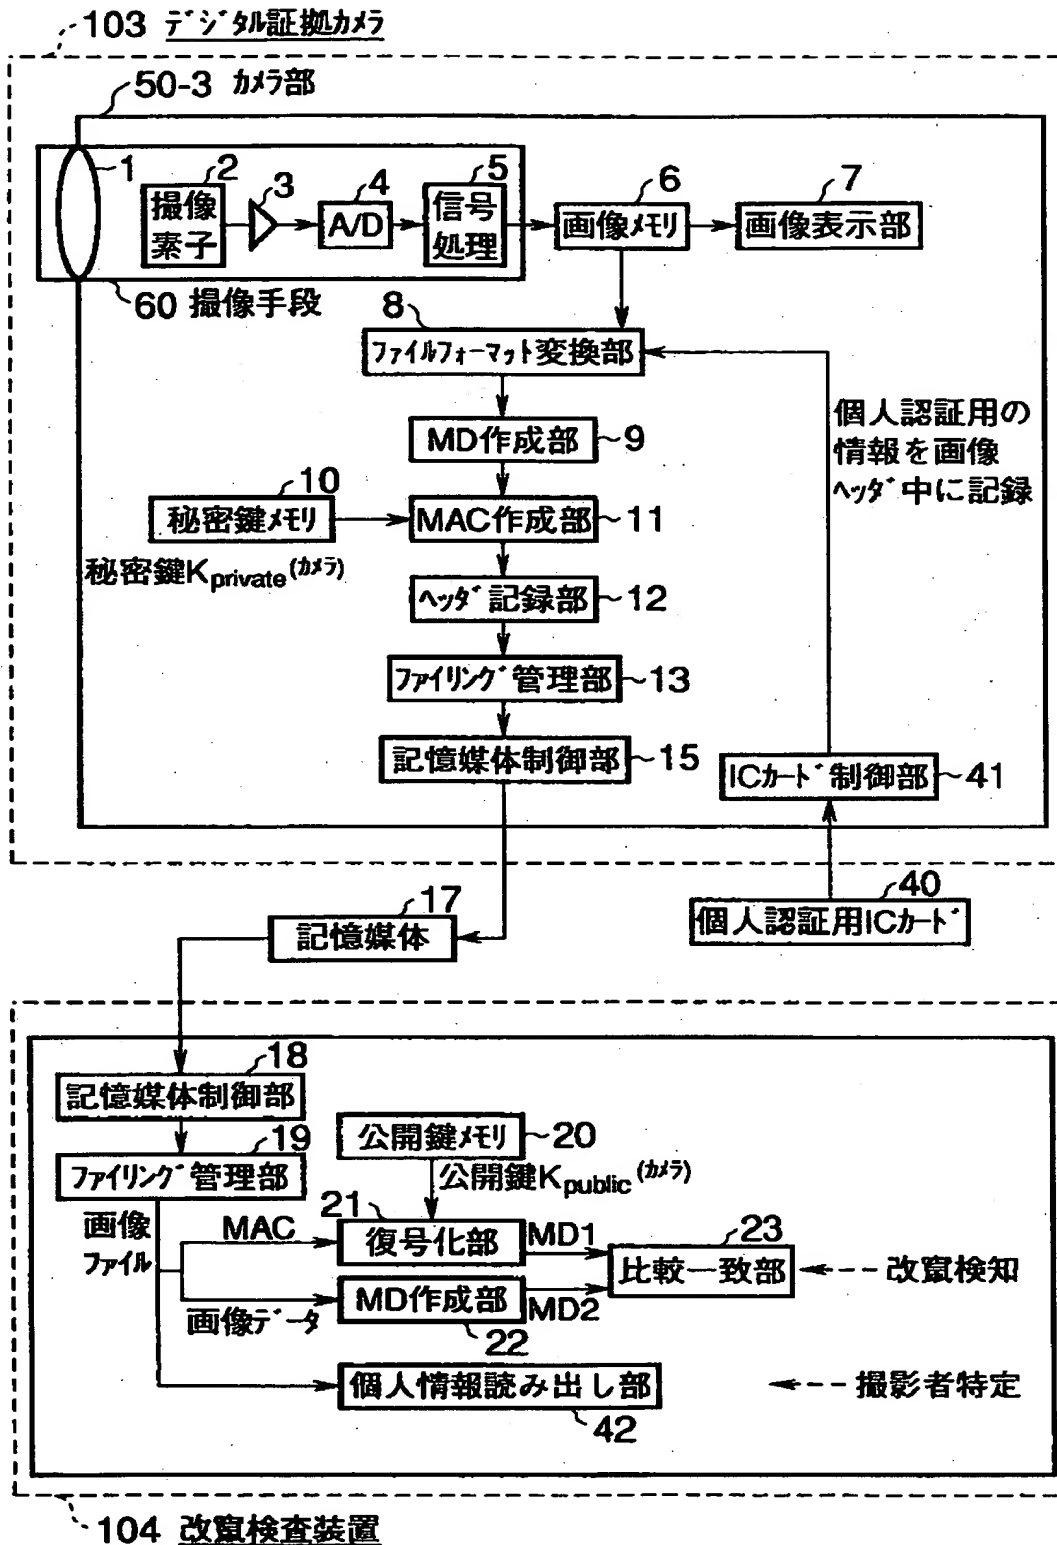 103 デジタル証拠カメラ
50-3 カメラ部
1
2
3
4
5
6
7
撮像
素子
A/D
信号
処理
画像メモリ
画像表示部
60 撮像手段
8
ファイルフォーマット変換部
個人認証用の
情報を画像
ヘッダ中に記録
MD作成部
9
10
秘密鍵メモリ
MAC作成部
11
秘密鍵Kprivate(カメラ)
ヘッダ記録部
12
ファイリング管理部
13
記憶媒体制御部
15
ICカード制御部
41
17
記憶媒体
40
個人認証用ICカード
18
記憶媒体制御部
19
ファイリング管理部
公開鍵メモリ
20
公開鍵Kpublic(カメラ)
画像
ファイル
MAC
21
復号化部
MD1
23
比較一致部
改竄検知
画像データ
MD作成部
MD2
22
個人情報読み出し部
42
撮影者特定
104 改竄検査装置